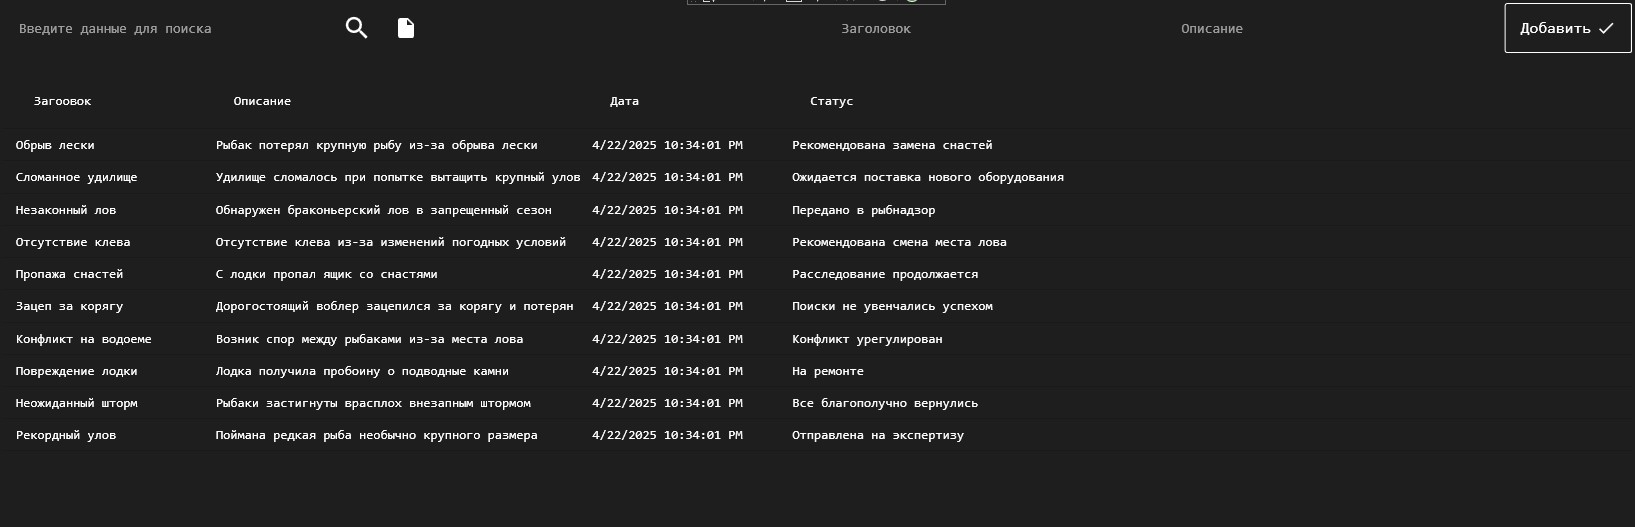 Введите данные для поиска Заголовок Описание Добавить
Загоовок Описание Дата Статус
Обрыв лески Рыбак потерял крупную рыбу из-за обрыва лески 4/22/2025 10:34:01 PM Рекомендована замена снастей
Сломанное удилище Удилище сломалось при попытке вытащить крупный улов 4/22/2025 10:34:01 PM Ожидается поставка нового оборудования
Незаконный лов Обнаружен браконьерский лов в запрещенный сезон 4/22/2025 10:34:01 PM Передано в рыбнадзор
Отсутствие клева Отсутствие клева из-за изменений погодных условий 4/22/2025 10:34:01 PM Рекомендована смена места лова
Пропажа снастей С лодки пропал ящик со снастями 4/22/2025 10:34:01 PM Расследование продолжается
Зацеп за корягу Дорогостоящий воблер зацепился за корягу и потерян 4/22/2025 10:34:01 PM Поиски не увенчались успехом
Конфликт на водоеме Возник спор между рыбаками из-за места лова 4/22/2025 10:34:01 PM Конфликт урегулирован
Повреждение лодки Лодка получила пробоину о подводные камни 4/22/2025 10:34:01 PM На ремонте
Неожиданный шторм Рыбаки застигнуты врасплох внезапным штормом 4/22/2025 10:34:01 PM Все благополучно вернулись
Рекордный улов Поймана редкая рыба необычно крупного размера 4/22/2025 10:34:01 PM Отправлена на экспертизу